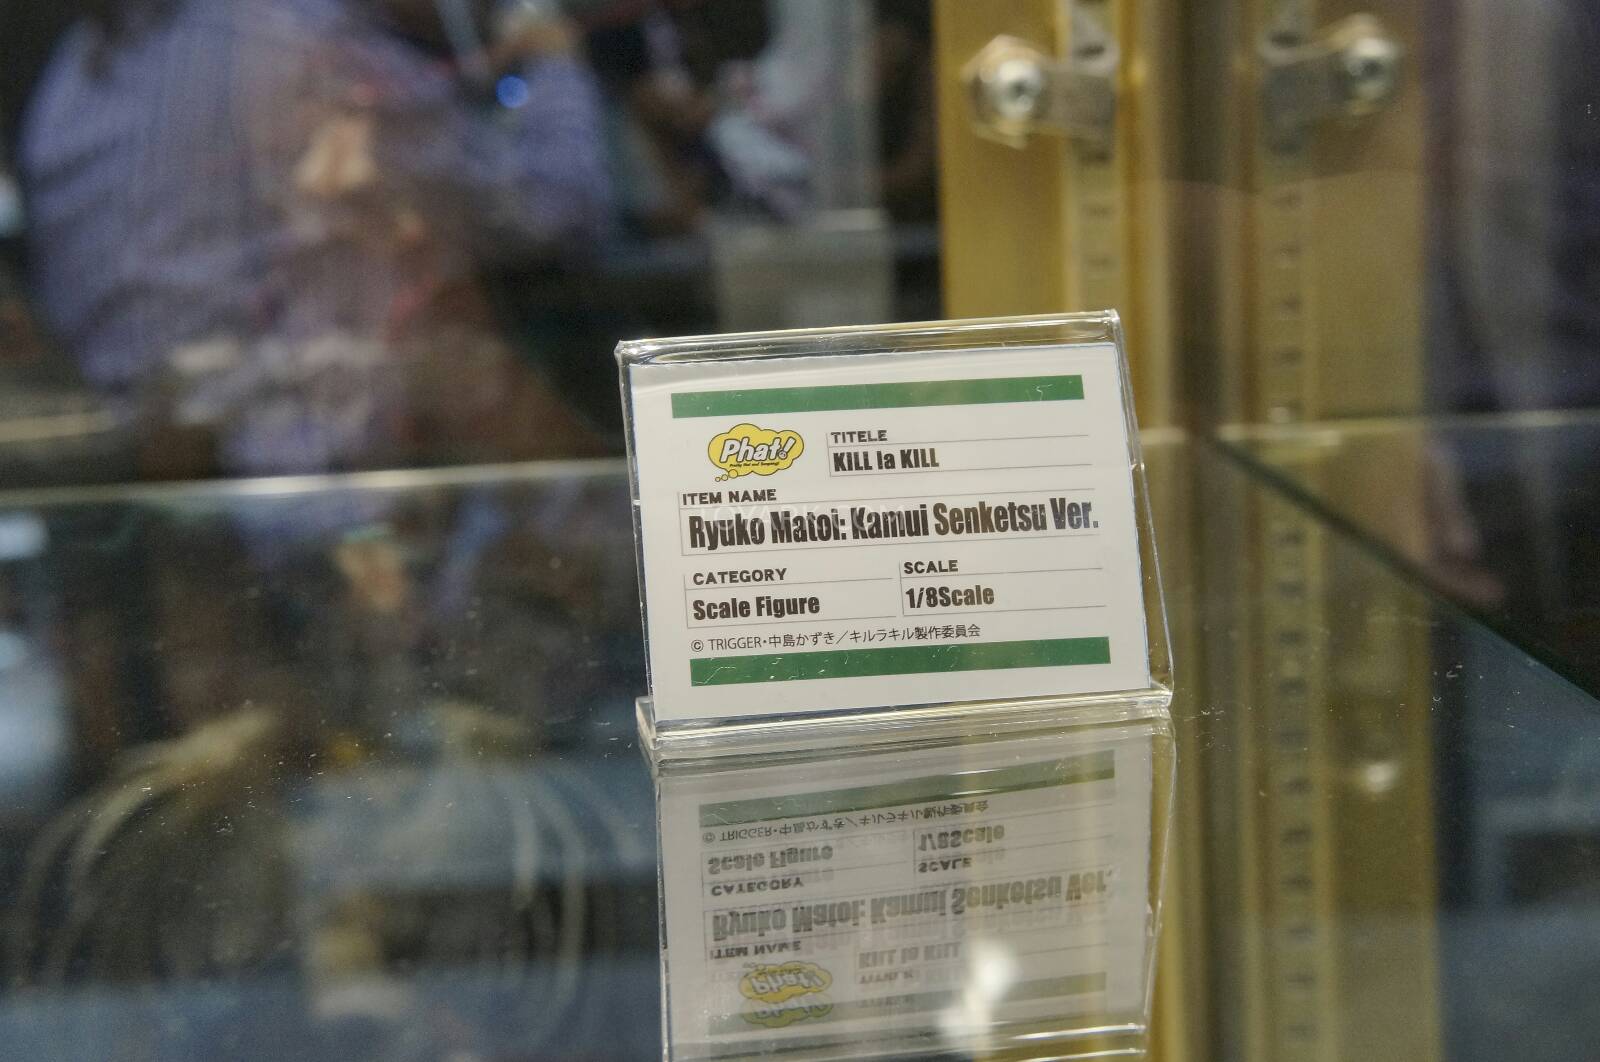 Phat!
TITELE
KILL la KILL
ITEM NAME
Ryuko Matoi: Kamui Senketsu Ver.
CATEGORY
Scale Figure
SCALE
1/8Scale
© TRIGGER・中島かずき／キルラキル製作委員会